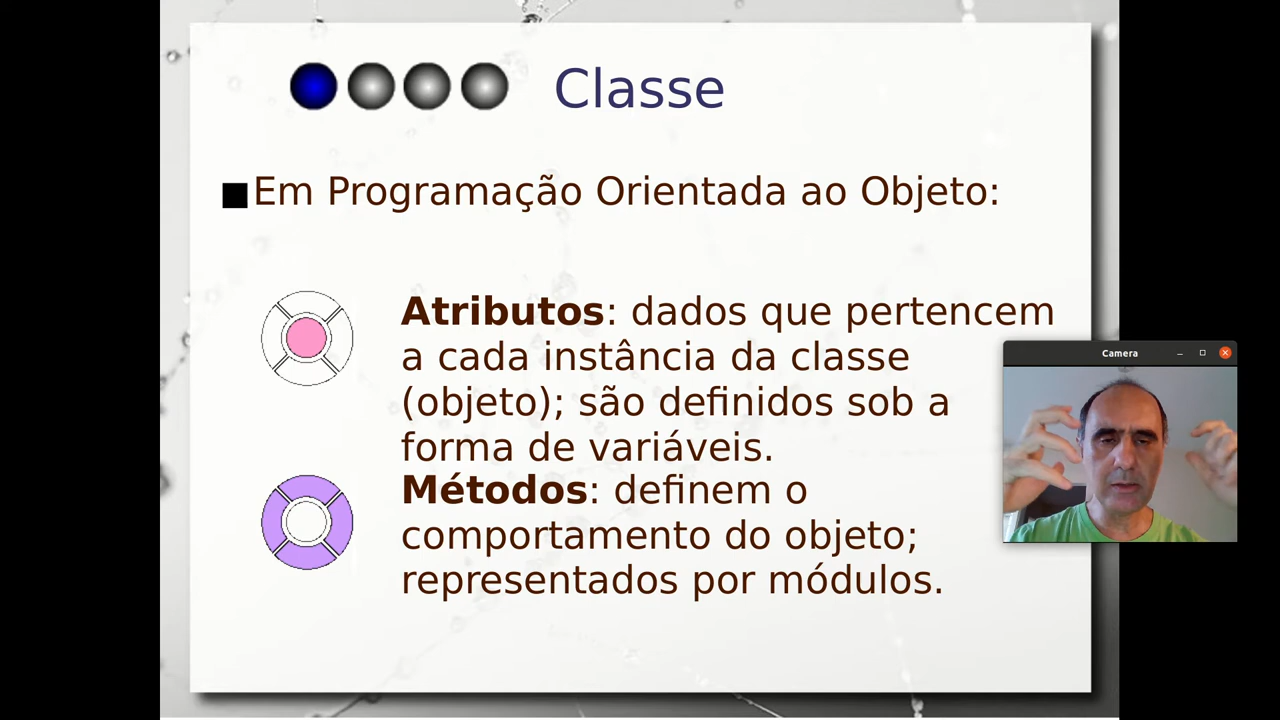 Classe
Em Programação Orientada ao Objeto:
Atributos: dados que pertencem
a cada instância da classe
(objeto); são definidos sob a
forma de variáveis.
Métodos: definem o
comportamento do objeto;
representados por módulos.
Camera